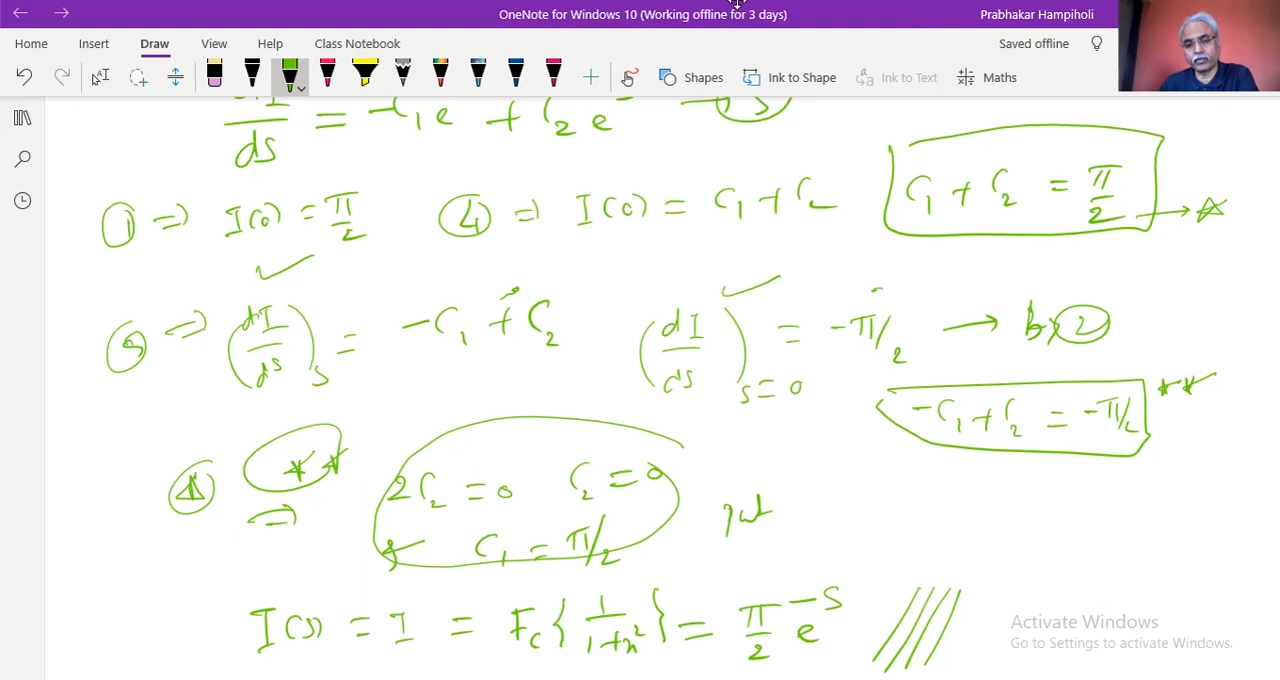 OneNote for Windows 10 (Working offline for 3 days)
Prabhakar Hampiholi
Home Insert Draw View Help Class Notebook
Saved offline
Shapes Ink to Shape Ink to Text Maths
dI/ds = -C₁e + C₂e
① ⇒ I(0) = π/2 ④ ⇒ I(0) = C₁ + C₂ C₁ + C₂ = π/2 → ☆
⑤ ⇒ (dI/ds)s = -C₁ + C₂ (dI/ds)s=0 = -π/2 → by ②
-C₁ + C₂ = -π/2 ★★
★★ ⇒ 2C₂ = 0 C₂ = 0
& C₁ = π/2 put
I(s) = I = Fc{1/(1+x²)} = π/2 e^-s
Activate Windows
Go to Settings to activate Windows.